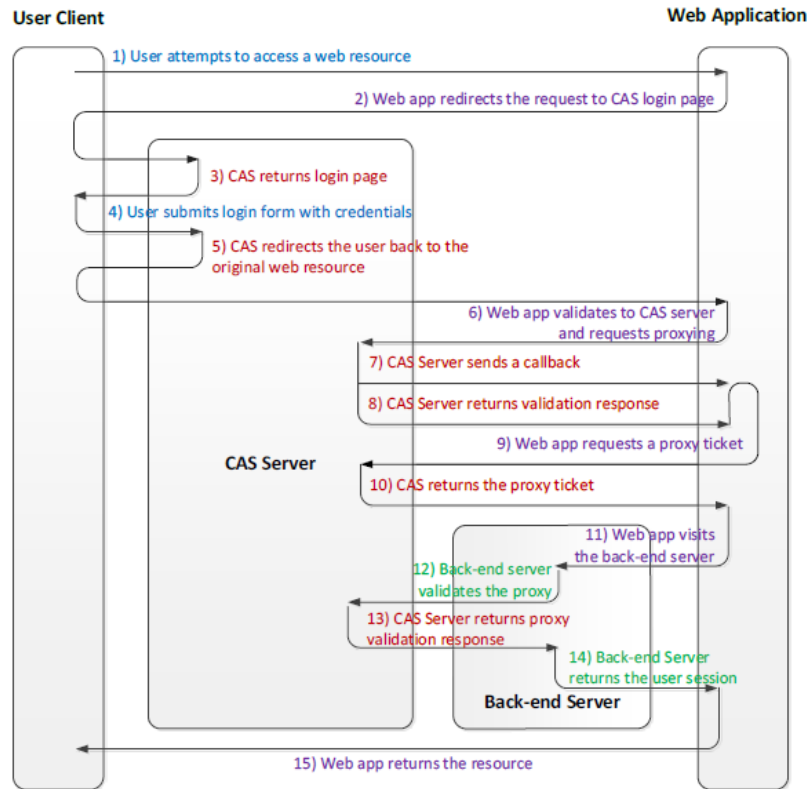 User Client
Web Application
1) User attempts to access a web resource
2) Web app redirects the request to CAS login page
3) CAS returns login page
4) User submits login form with credentials
5) CAS redirects the user back to the
original web resource
6) Web app validates to CAS server
and requests proxying
7) CAS Server sends a callback
8) CAS Server returns validation response
9) Web app requests a proxy ticket
CAS Server
10) CAS returns the proxy ticket
11) Web app visits
the back-end server
12) Back-end server
validates the proxy
13) CAS Server returns proxy
validation response
14) Back-end Server
returns the user session
Back-end Server
15) Web app returns the resource